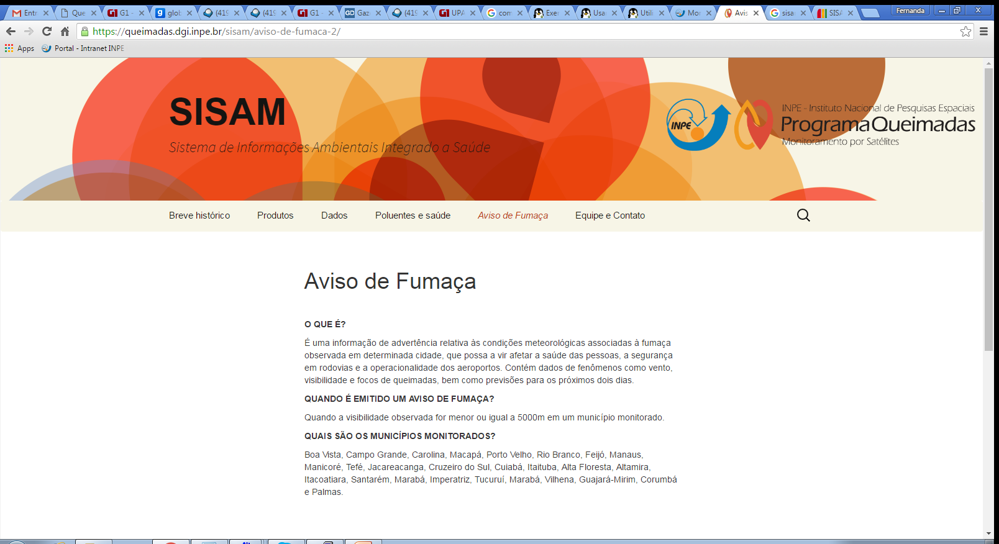 Entr
Que
G1 -
glob
(419
(419
G1 -
Gaz
(419
UPA
com
Exer
Usa
Utili
Mor
Avis
sisa
SISA
Fernanda
https://queimadas.dgi.inpe.br/sisam/aviso-de-fumaca-2/
Apps Portal - Intranet INPE
SISAM
Sistema de Informações Ambientais Integrado a Saúde
INPE
INPE - Instituto Nacional de Pesquisas Espaciais
ProgramaQueimadas
Monitoramento por Satélites
Breve histórico Produtos Dados Poluentes e saúde Aviso de Fumaça Equipe e Contato
Aviso de Fumaça
O QUE É?
É uma informação de advertência relativa às condições meteorológicas associadas à fumaça
observada em determinada cidade, que possa a vir afetar a saúde das pessoas, a segurança
em rodovias e a operacionalidade dos aeroportos. Contém dados de fenômenos como vento,
visibilidade e focos de queimadas, bem como previsões para os próximos dois dias.
QUANDO É EMITIDO UM AVISO DE FUMAÇA?
Quando a visibilidade observada for menor ou igual a 5000m em um município monitorado.
QUAIS SÃO OS MUNICÍPIOS MONITORADOS?
Boa Vista, Campo Grande, Carolina, Macapá, Porto Velho, Rio Branco, Feijó, Manaus,
Manicoré, Tefé, Jacareacanga, Cruzeiro do Sul, Cuiabá, Itaituba, Alta Floresta, Altamira,
Itacoatiara, Santarém, Marabá, Imperatriz, Tucuruí, Marabá, Vilhena, Guajará-Mirim, Corumbá
e Palmas.